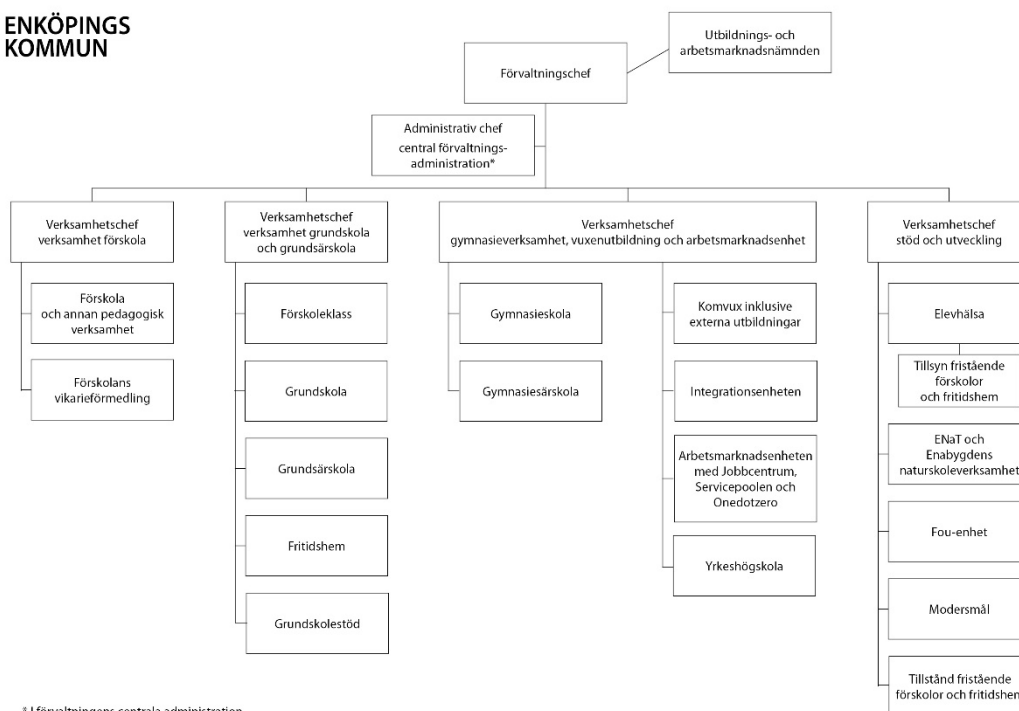 ENKÖPINGS
KOMMUN
Utbildnings- och
arbetsmarknadsnämnden
Förvaltningschef
Administrativ chef
central förvaltnings-
administration*
Verksamhetschef
verksamhet förskola
Verksamhetschef
verksamhet grundskola
och grundsärskola
Verksamhetschef
gymnasieverksamhet, vuxenutbildning och arbetsmarknadsenhet
Verksamhetschef
stöd och utveckling
Förskola
och annan pedagogisk
verksamhet
Förskolans
vikarieförmedling
Förskoleklass
Grundskola
Grundsärskola
Fritidshem
Grundskolestöd
Gymnasieskola
Gymnasiesärskola
Komvux inklusive
externa utbildningar
Integrationsenheten
Arbetsmarknadsenheten
med Jobbcentrum,
Servicepoolen och
Onedotzero
Yrkeshögskola
Elevhälsa
Tillsyn fristående
förskolor
och fritidshem
ENaT och
Enabygdens
naturskoleverksamhet
Fou-enhet
Modersmål
Tillstånd fristående
förskolor och fritidshem
* I förvaltningens centrala administration